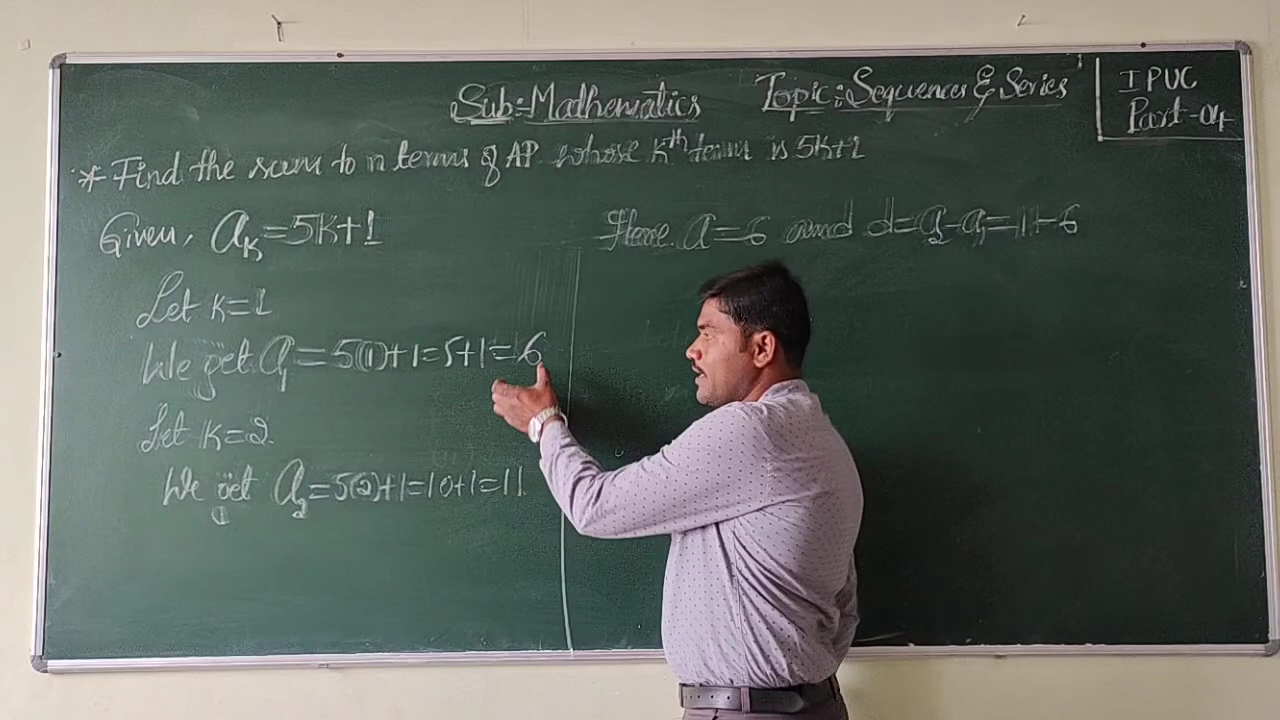 Sub:-Mathematics Topic:-Sequences & Series
I PUC
Part-04
* Find the sum to n terms of AP whose Kth term is 5K+1
Given, aK=5K+1
Let K=1
We get a1=5(1)+1=5+1=6
Let K=2
We get a2=5(2)+1=10+1=11
Here a=6 and d=a2-a1=11-6